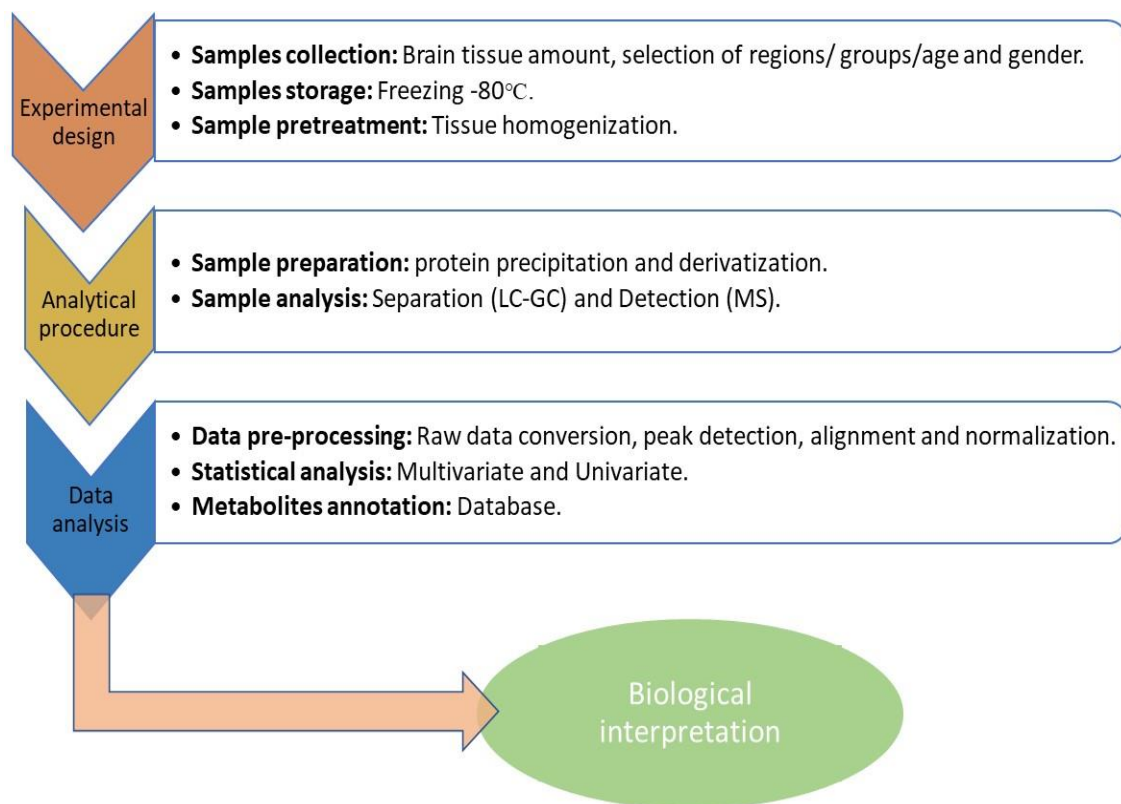 Experimental
design
• Samples collection: Brain tissue amount, selection of regions/ groups/age and gender.
• Samples storage: Freezing -80℃.
• Sample pretreatment: Tissue homogenization.
Analytical
procedure
• Sample preparation: protein precipitation and derivatization.
• Sample analysis: Separation (LC-GC) and Detection (MS).
Data
analysis
• Data pre-processing: Raw data conversion, peak detection, alignment and normalization.
• Statistical analysis: Multivariate and Univariate.
• Metabolites annotation: Database.
Biological
interpretation